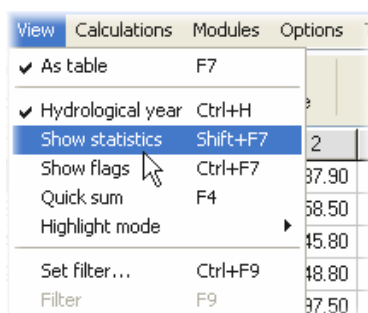 View Calculations Modules Options
As table F7
Hydrological year Ctrl+H
Show statistics Shift+F7 2
Show flags Ctrl+F7 37.90
Quick sum F4 58.50
Highlight mode 45.80
Set filter... Ctrl+F9 48.80
Filter F9 97.50